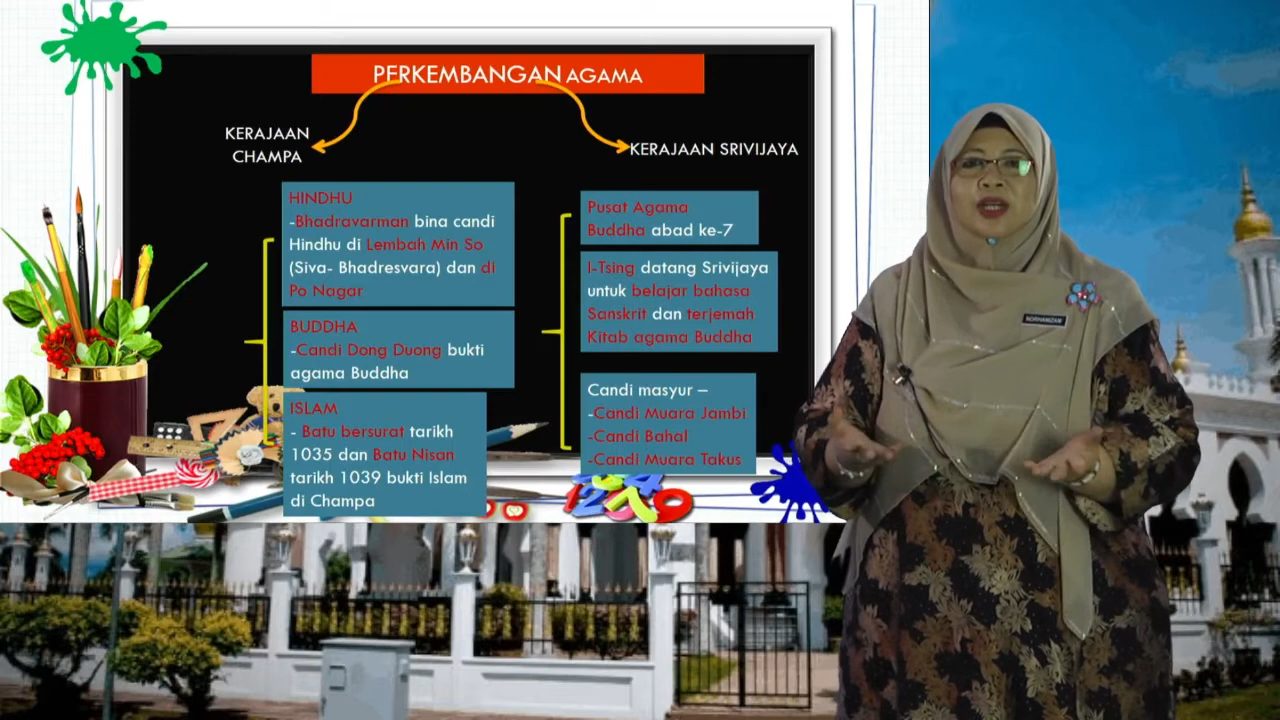 PERKEMBANGAN AGAMA
KERAJAAN
CHAMPA
HINDHU
-Bhadravarman bina candi
Hindhu di Lembah Min So
(Siva- Bhadresvara) dan di
Po Nagar
BUDDHA
-Candi Dong Duong bukti
agama Buddha
ISLAM
- Batu bersurat tarikh
1035 dan Batu Nisan
tarikh 1039 bukti Islam
di Champa
KERAJAAN SRIVIJAYA
Pusat Agama
Buddha abad ke-7
I-Tsing datang Srivijaya
untuk belajar bahasa
Sanskrit dan terjemah
Kitab agama Buddha
Candi masyur –
-Candi Muara Jambi
-Candi Bahal
-Candi Muara Takus
NORHANIZAM